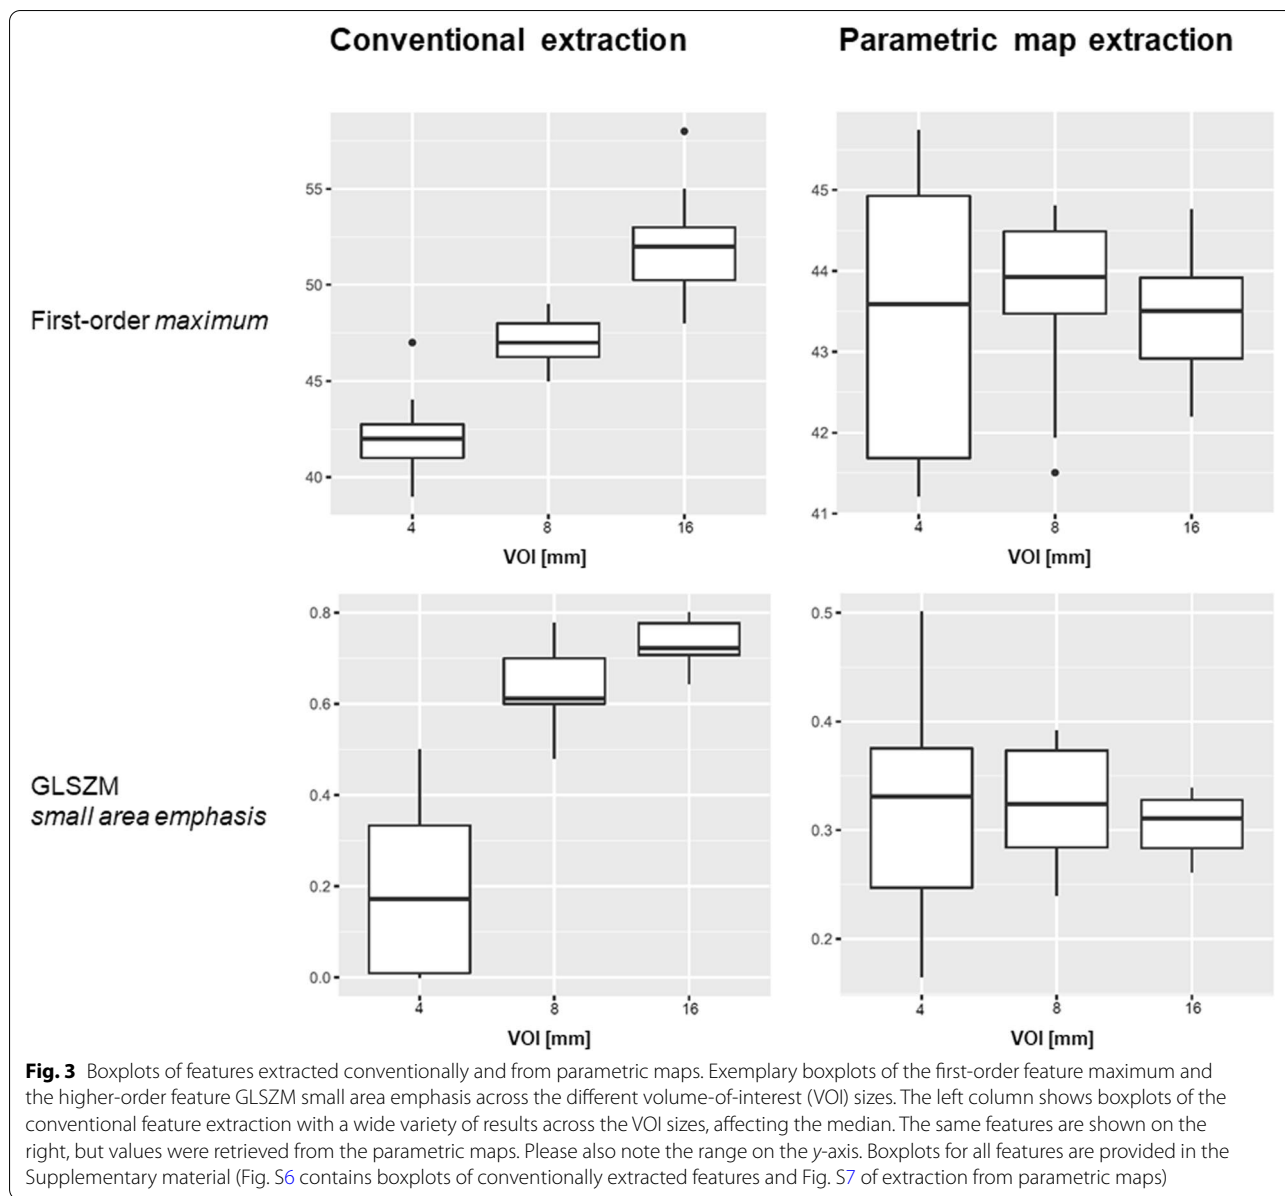 Conventional extraction
Parametric map extraction
First-order maximum
55
50
45
40
4 8 16
VOI [mm]
45
44
43
42
41
4 8 16
VOI [mm]
GLSZM
small area emphasis
0.8
0.6
0.4
0.2
0.0
4 8 16
VOI [mm]
0.5
0.4
0.3
0.2
4 8 16
VOI [mm]
Fig. 3 Boxplots of features extracted conventionally and from parametric maps. Exemplary boxplots of the first-order feature maximum and
the higher-order feature GLSZM small area emphasis across the different volume-of-interest (VOI) sizes. The left column shows boxplots of the
conventional feature extraction with a wide variety of results across the VOI sizes, affecting the median. The same features are shown on the
right, but values were retrieved from the parametric maps. Please also note the range on the y-axis. Boxplots for all features are provided in the
Supplementary material (Fig. S6 contains boxplots of conventionally extracted features and Fig. S7 of extraction from parametric maps)